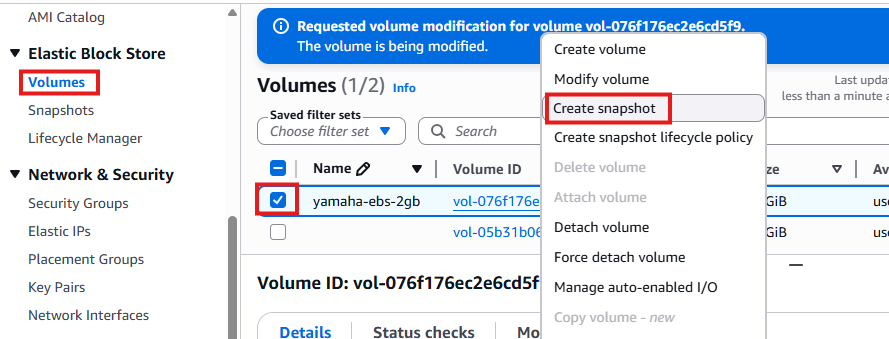 AMI Catalog
Elastic Block Store
Volumes
Snapshots
Lifecycle Manager
Network & Security
Security Groups
Elastic IPs
Placement Groups
Key Pairs
Network Interfaces
Requested volume modification for volume vol-076f176ec2e6cd5f9.
The volume is being modified.
Volumes (1/2) Info
Last upda
less than a minute a
Saved filter sets
Choose filter set
Search
Name
Volume ID
ze
Av
yamaha-ebs-2gb
vol-076f176e
GiB
use
vol-05b31b06
GiB
use
Create volume
Modify volume
Create snapshot
Create snapshot lifecycle policy
Delete volume
Attach volume
Detach volume
Force detach volume
Manage auto-enabled I/O
Copy volume - new
Volume ID: vol-076f176ec2e6cd5f
Details
Status checks
Mo